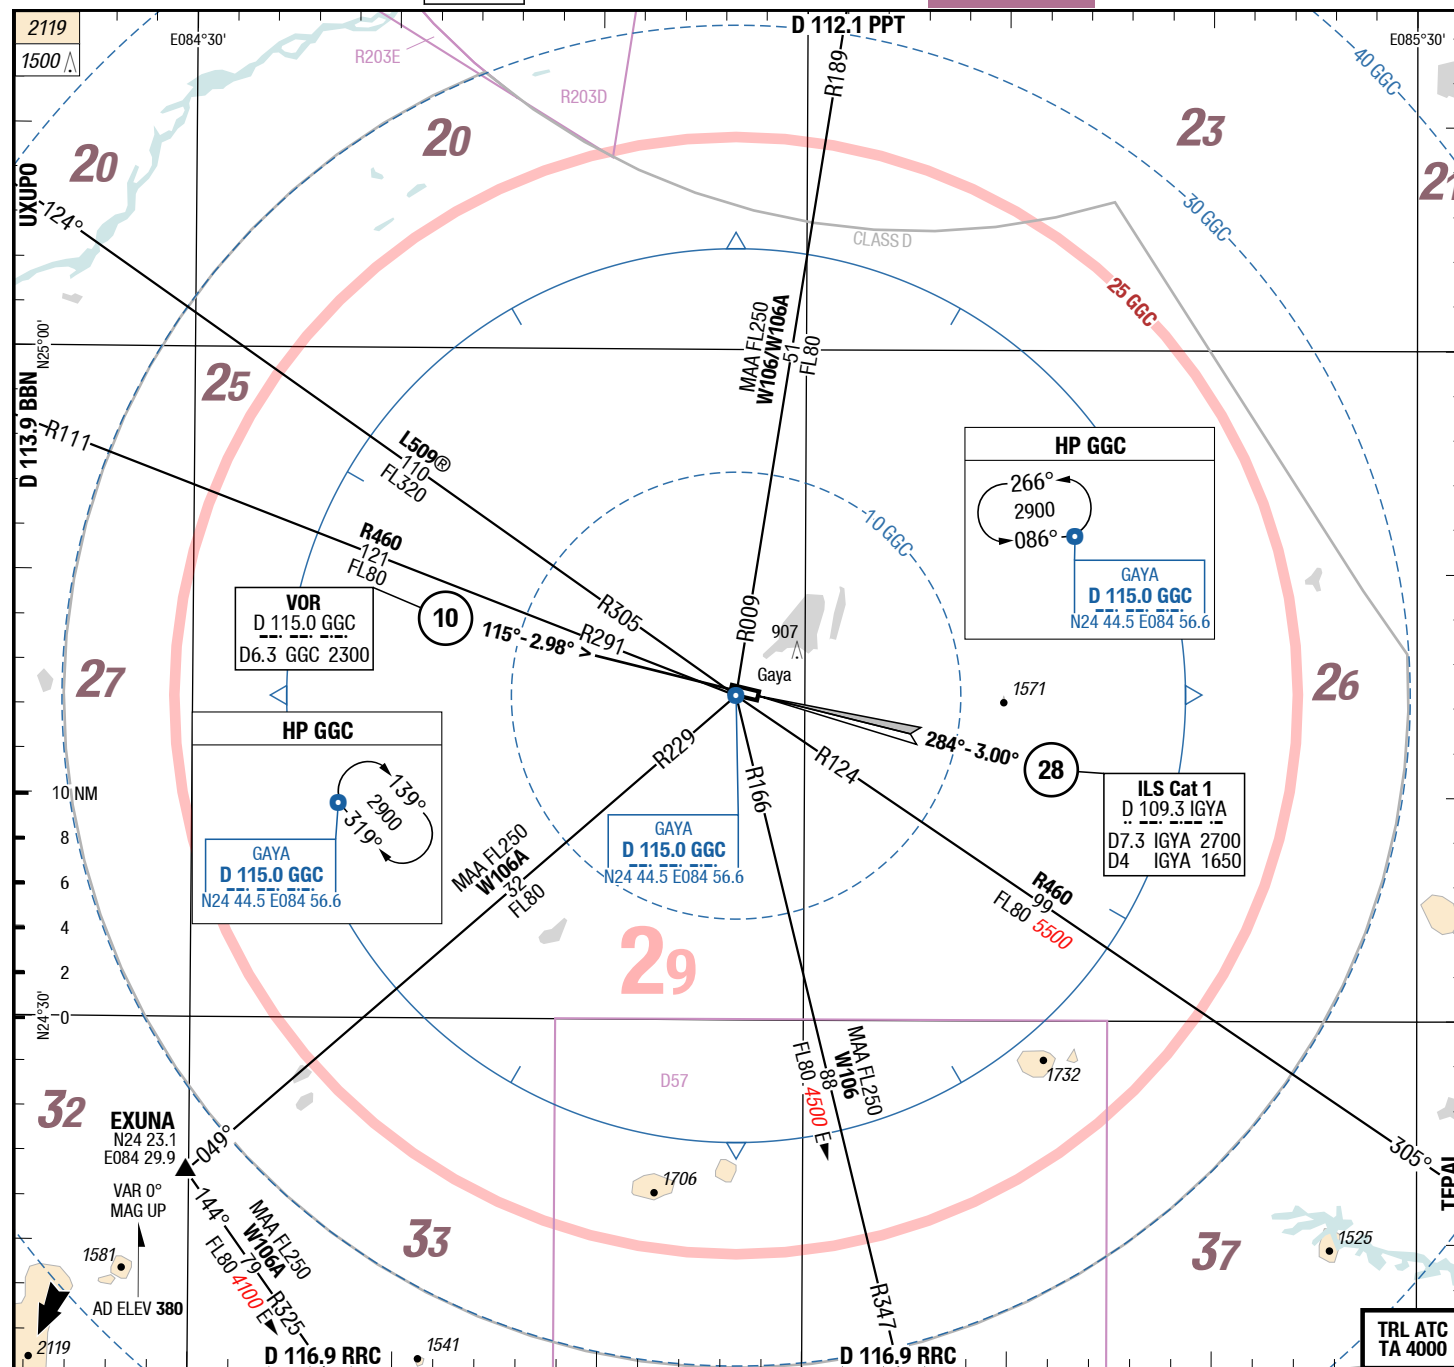 2119
1500
E084°30'
D 112.1 PPT
E085°30'
R203E
R203D
R189
40 GGC
20
20
23
21
UXUPO
124°
30 GGC
CLASS D
25 GGC
N25°00'
MAA FL250
W106/W106A
51
FL80
25
D 113.9 BBN
R111
L509®
110
FL320
HP GGC
266°
2900
086°
GAYA
D 115.0 GGC
N24 44.5 E084 56.6
10 GGC
R460
121
FL80
VOR
D 115.0 GGC
D6.3 GGC 2300
10
115°-2.98° >
R305
R291
R009
907
Gaya
27
26
1571
HP GGC
139°
2900
319°
GAYA
D 115.0 GGC
N24 44.5 E084 56.6
R229
R166
R124
284°-3.00°
28
ILS Cat 1
D 109.3 IGYA
D7.3 IGYA 2700
D4 IGYA 1650
GAYA
D 115.0 GGC
N24 44.5 E084 56.6
10 NM
8
6
4
2
0
N24°30'
MAA FL250
W106A
32
FL80
R460
99
FL80 5500
29
D57
MAA FL250
W106
88
FL80 4500 E
1732
32
EXUNA
N24 23.1
E084 29.9
049°
VAR 0°
MAG UP
1706
305°
TEPAL
144°
MAA FL250
W106A
79
FL80 4100 E
R325
33
37
1525
1581
AD ELEV 380
2119
1541
D 116.9 RRC
R347
D 116.9 RRC
TRL ATC
TA 4000